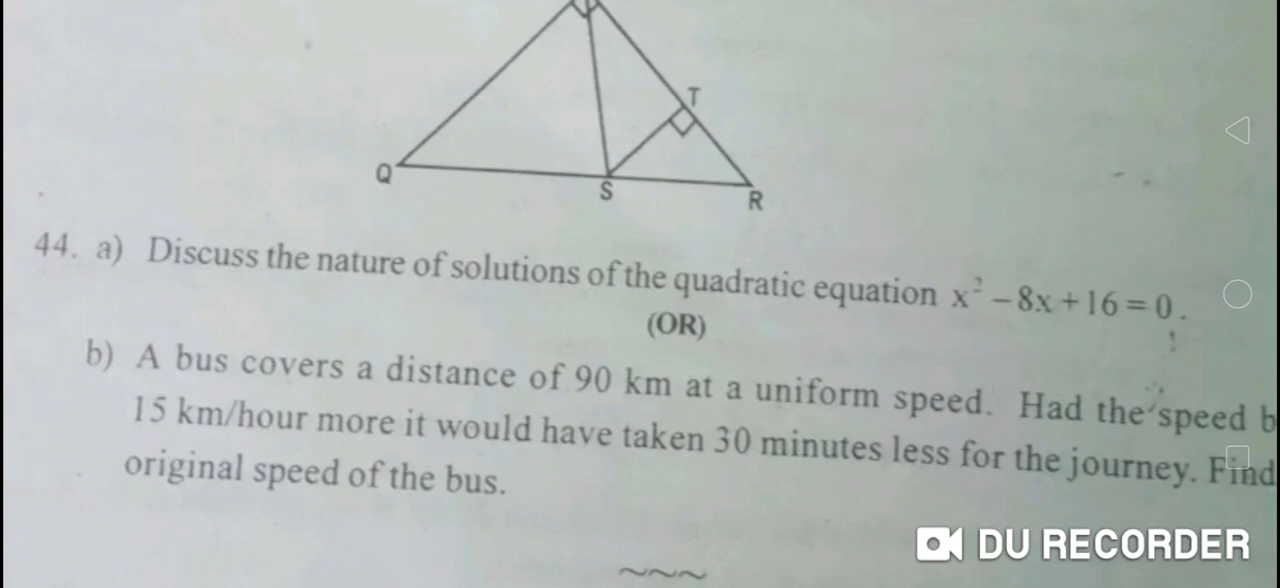 T
Q
S
R
44. a) Discuss the nature of solutions of the quadratic equation x² – 8x + 16 = 0.
(OR)
b) A bus covers a distance of 90 km at a uniform speed. Had the speed b
15 km/hour more it would have taken 30 minutes less for the journey. Find
original speed of the bus.
DU RECORDER